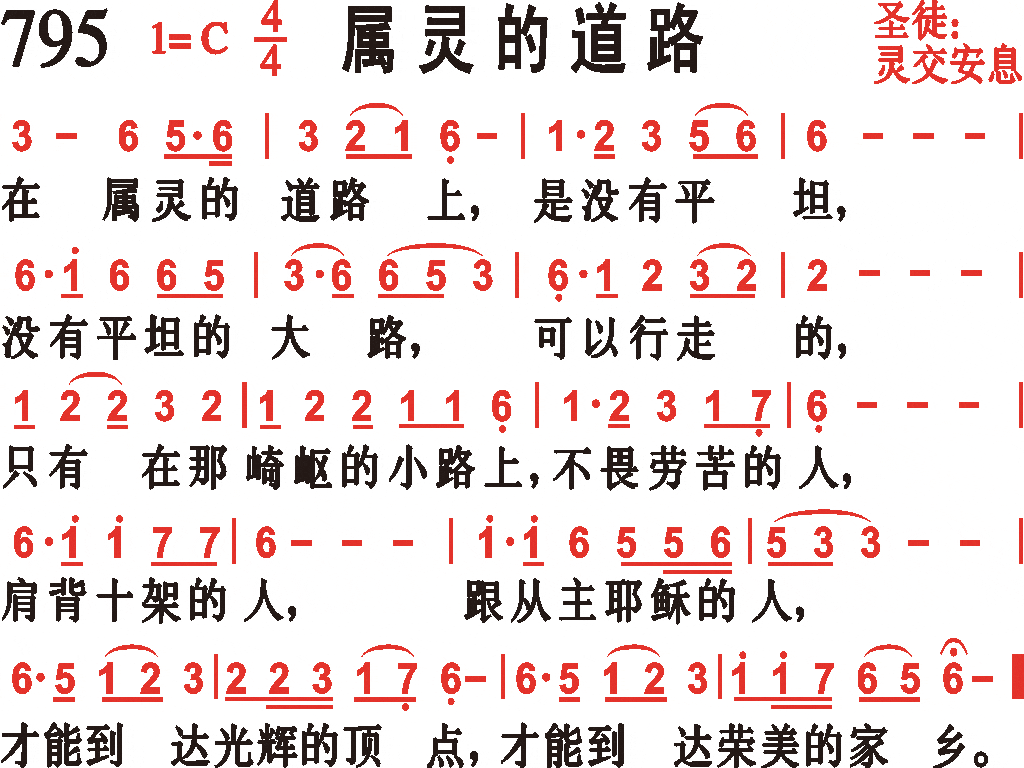 795 1=C 4/4 属灵的道路 圣徒：
灵交安息
3 – 6 5·6 | 3 2 1 6̣ – | 1·2 3 5 6 | 6 – – – |
在 属灵的 道路 上， 是没有平 坦，
6·1̇ 6 6 5 | 3·6 6 5 3 | 6̣·1 2 3 2 | 2 – – – |
没有平坦的 大 路， 可以行走 的，
1 2 2 3 2 | 1 2 2 1 1 6̣ | 1·2 3 1 7̣ | 6̣ – – – |
只有 在那崎岖的小路上，不畏劳苦的人，
6·1̇ 1̇ 7 7 | 6 – – – | 1̇·1̇ 6 5 5 6 | 5 3 3 – – |
肩背十架的人， 跟从主耶稣的人，
6·5 1 2 3 | 2 2 3 1 7̣ 6̣ – | 6·5 1 2 3 | 1̇ 1̇ 7 6 5 6̇ – |
才能到 达光辉的顶 点，才能到 达荣美的家 乡。